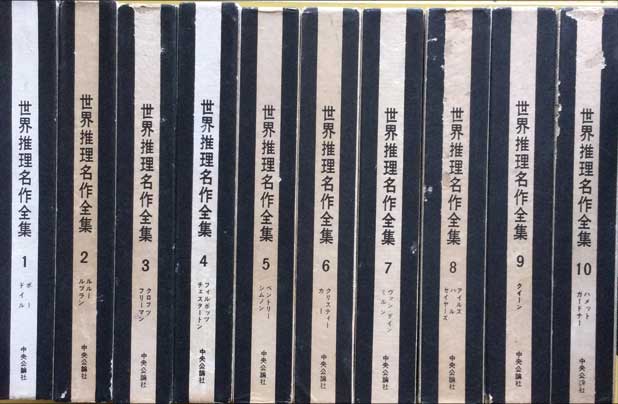 世界推理名作全集
1
ポー
ドイル
中央公論社
世界推理名作全集
2
ルルー
ルブラン
中央公論社
世界推理名作全集
3
クロフツ
フリーマン
中央公論社
世界推理名作全集
4
フィルポッツ
チェスタートン
中央公論社
世界推理名作全集
5
ベントリー
シムノン
中央公論社
世界推理名作全集
6
クリスティー
カー
中央公論社
世界推理名作全集
7
ヴァン・ダイン
ミルン
中央公論社
世界推理名作全集
8
アイルズ
ハル
セイヤーズ
中央公論社
世界推理名作全集
9
クイーン
中央公論社
世界推理名作全集
10
ハメット
ガードナー
中央公論社